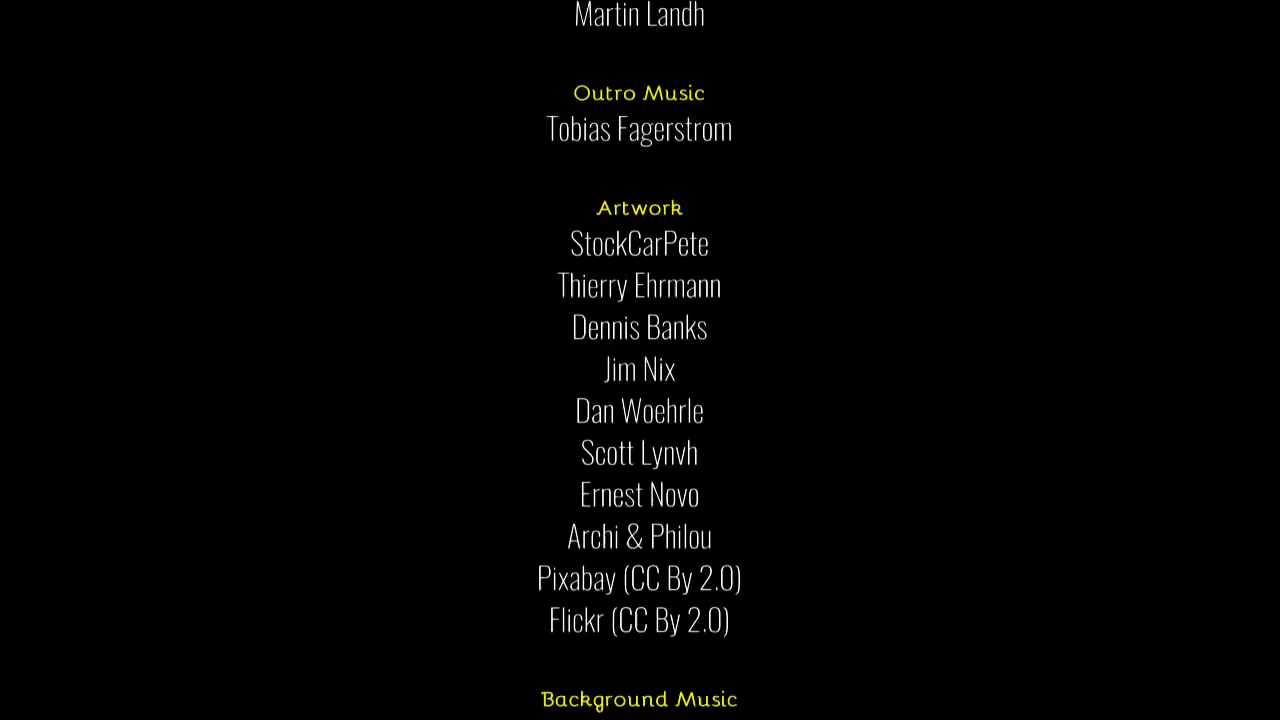 Martin Landh
Outro Music
Tobias Fagerstrom
Artwork
StockCarPete
Thierry Ehrmann
Dennis Banks
Jim Nix
Dan Woehrle
Scott Lynvh
Ernest Novo
Archi & Philou
Pixabay (CC By 2.0)
Flickr (CC By 2.0)
Background Music